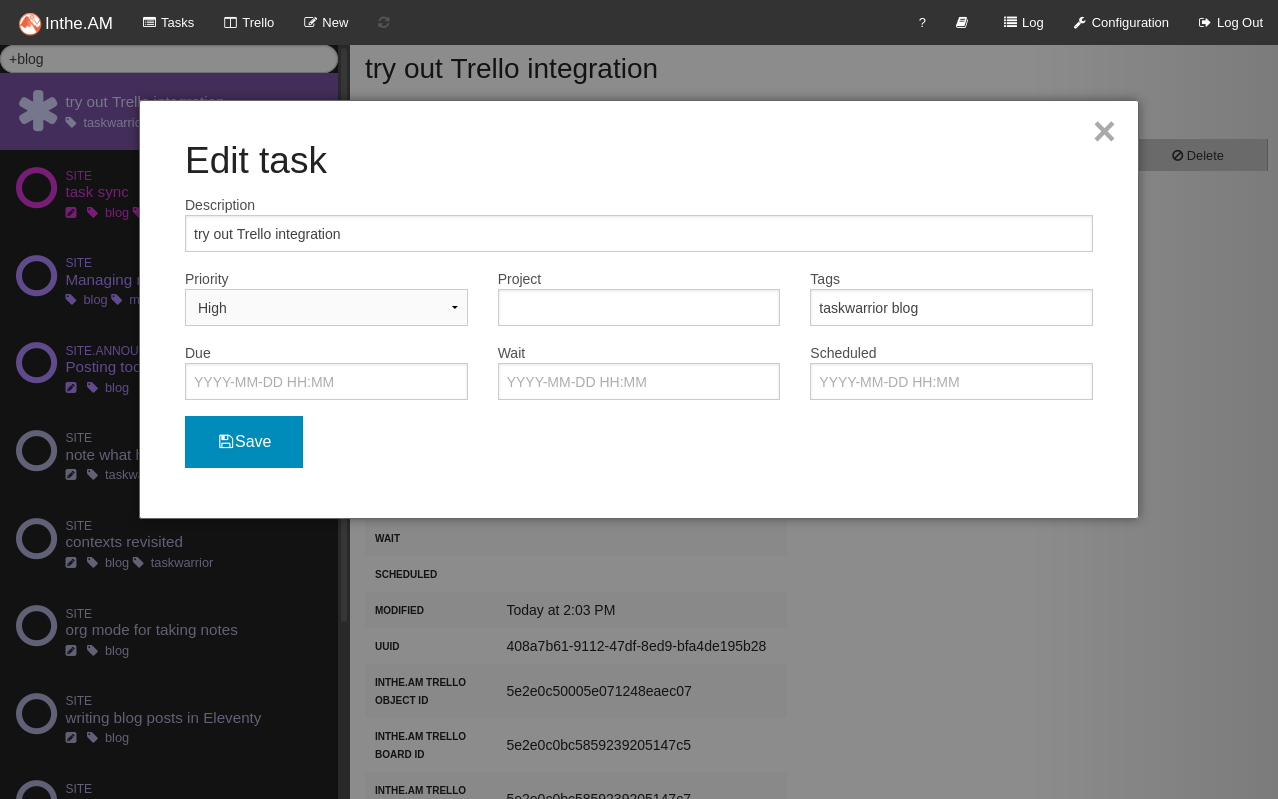 Inthe.AM
Tasks
Trello
New
?
Log
Configuration
Log Out
+blog
try out Trello integration
taskwarrior
SITE
task sync
blog
SITE
Managing
blog
SITE.ANNOU
Posting too
blog
SITE
note what
taskwa
SITE
contexts revisited
blog taskwarrior
SITE
org mode for taking notes
blog
SITE
writing blog posts in Eleventy
blog
SITE
try out Trello integration
Delete
×
Edit task
Description
try out Trello integration
Priority
Project
Tags
High
taskwarrior blog
Due
Wait
Scheduled
YYYY-MM-DD HH:MM
YYYY-MM-DD HH:MM
YYYY-MM-DD HH:MM
Save
WAIT
SCHEDULED
MODIFIED
Today at 2:03 PM
UUID
408a7b61-9112-47df-8ed9-bfa4de195b28
INTHE.AM TRELLO
OBJECT ID
5e2e0c50005e071248eaec07
INTHE.AM TRELLO
BOARD ID
5e2e0c0bc5859239205147c5
INTHE.AM TRELLO
5e2e0c0bc5859239205147c7